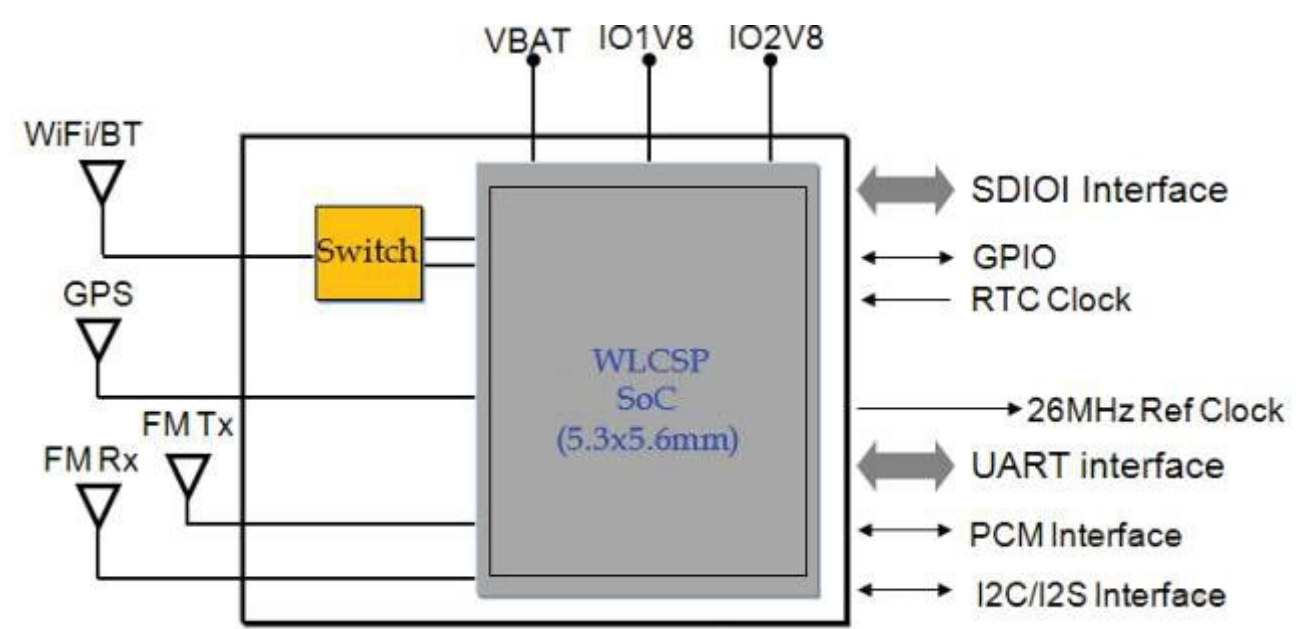 VBAT IO1V8 IO2V8
WiFi/BT
Switch
GPS
FM Tx
FM Rx
WLCSP
SoC
(5.3x5.6mm)
SDIOI Interface
GPIO
RTC Clock
26MHz Ref Clock
UART interface
PCM Interface
I2C/I2S Interface